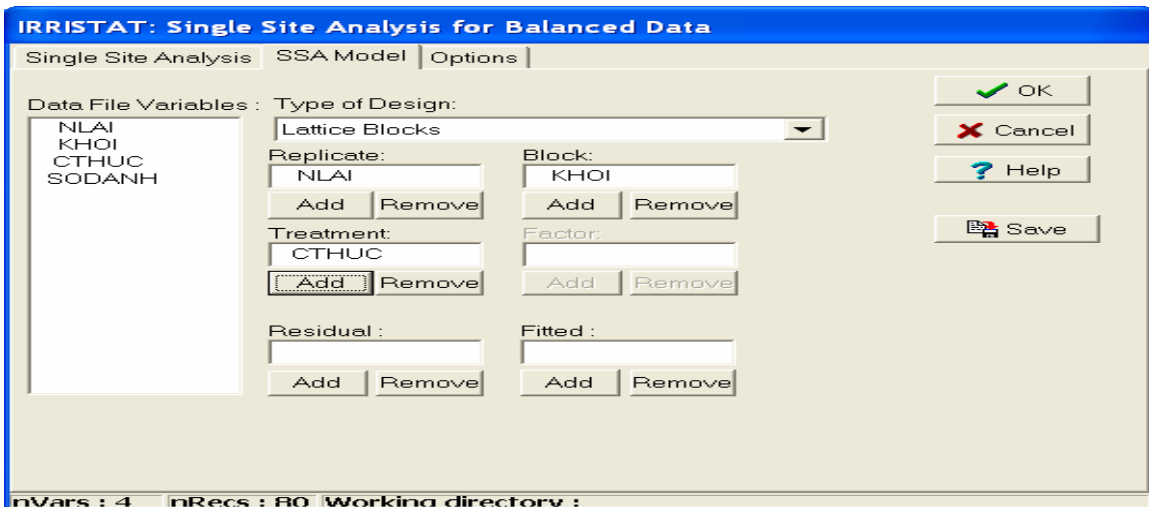 IRRISTAT: Single Site Analysis for Balanced Data
Single Site Analysis SSA Model Options
Data File Variables :
NLAI
KHOI
CTHUC
SODANH
Type of Design:
Lattice Blocks
Replicate: Block:
NLAI KHOI
Add Remove Add Remove
Treatment: Factor:
CTHUC
Add Remove Add Remove
Residual : Fitted :
Add Remove Add Remove
OK
Cancel
Help
Save
nVars : 4 nRecs : 80 Working directory :